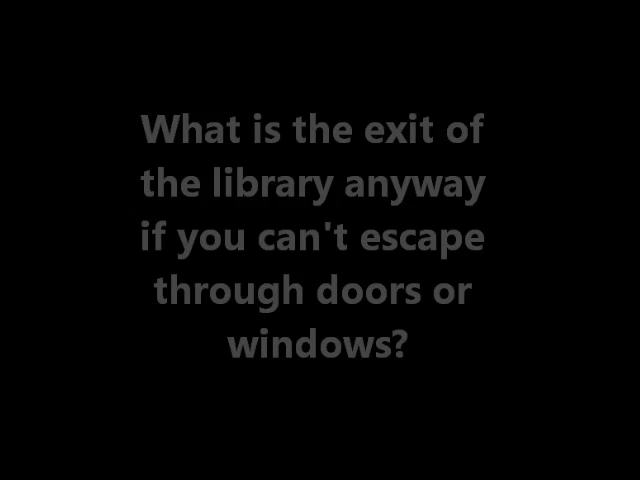 What is the exit of
the library anyway
if you can't escape
through doors or
windows?